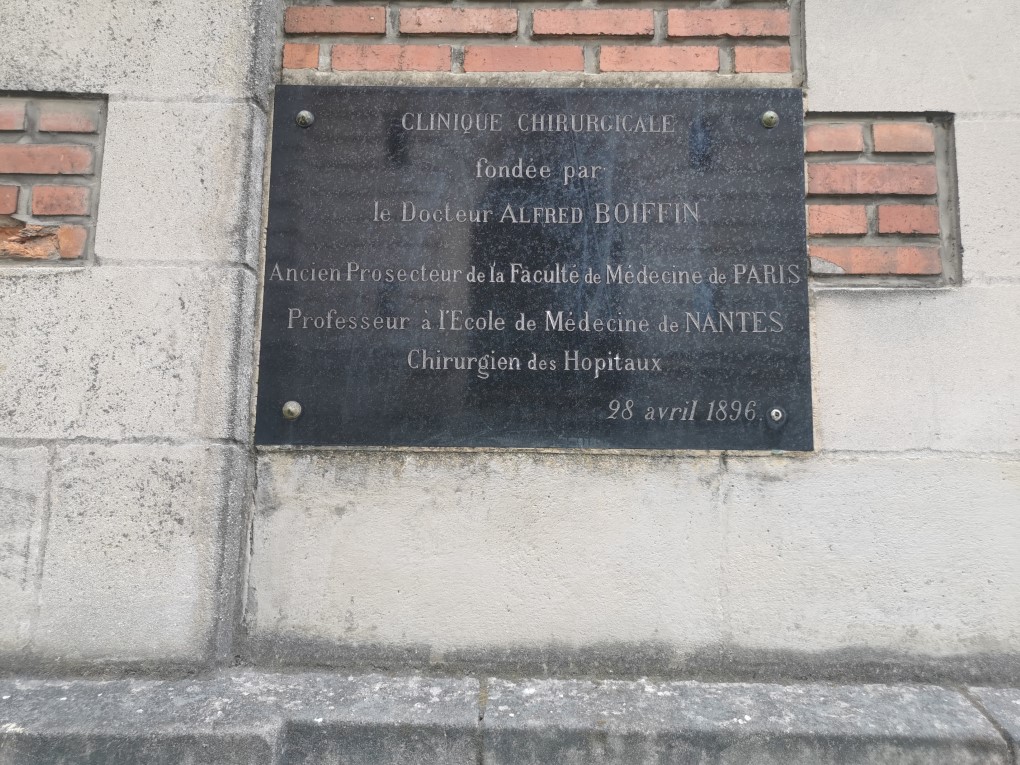 CLINIQUE CHIRURGICALE
fondée par
le Docteur ALFRED BOIFFIN
Ancien Prosecteur de la Faculté de Médecine de PARIS
Professeur à l'Ecole de Médecine de NANTES
Chirurgien des Hopitaux
28 avril 1896.